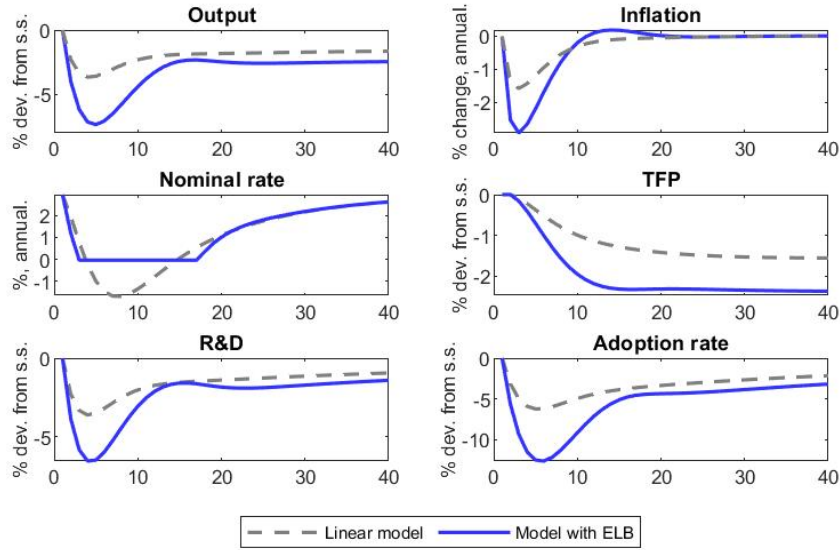 Output
% dev. from s.s.
0
-5
0 10 20 30 40
Inflation
% change, annual.
0
-1
-2
0 10 20 30 40
Nominal rate
%, annual.
2
1
0
-1
0 10 20 30 40
TFP
% dev. from s.s.
0
-1
-2
0 10 20 30 40
R&D
% dev. from s.s.
0
-5
0 10 20 30 40
Adoption rate
% dev. from s.s.
0
-5
-10
0 10 20 30 40
Linear model Model with ELB